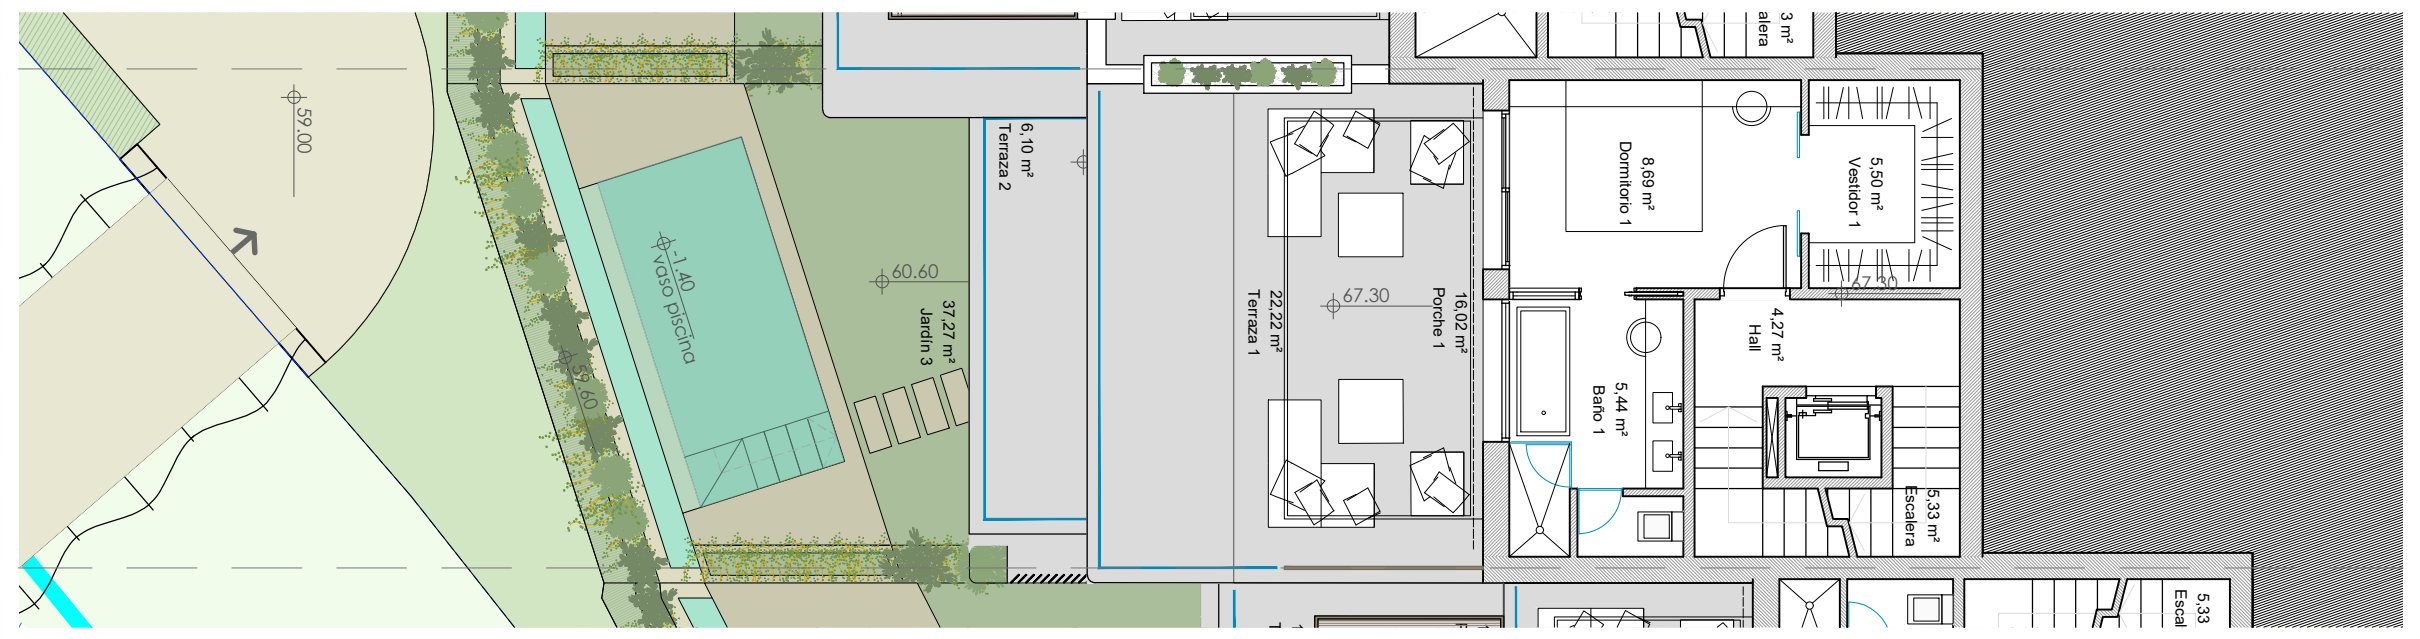 59.00
59.60
-1.40
vaso piscina
60.60
37,27 m²
Jardín 3
6,10 m²
Terraza 2
22,22 m²
Terraza 1
67.30
16,02 m²
Porche 1
8,69 m²
Dormitorio 1
5,50 m²
Vestidor 1
67.30
4,27 m²
Hall
5,44 m²
Baño 1
5,33 m²
Escalera
3 m²
alera
5,33
Escala